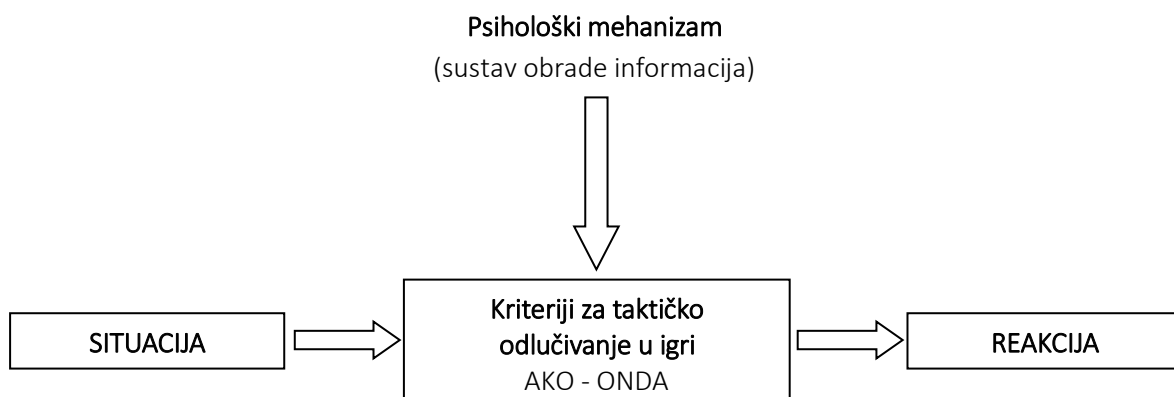 Psihološki mehanizam
(sustav obrade informacija)
SITUACIJA
Kriteriji za taktičko
odlučivanje u igri
AKO - ONDA
REAKCIJA